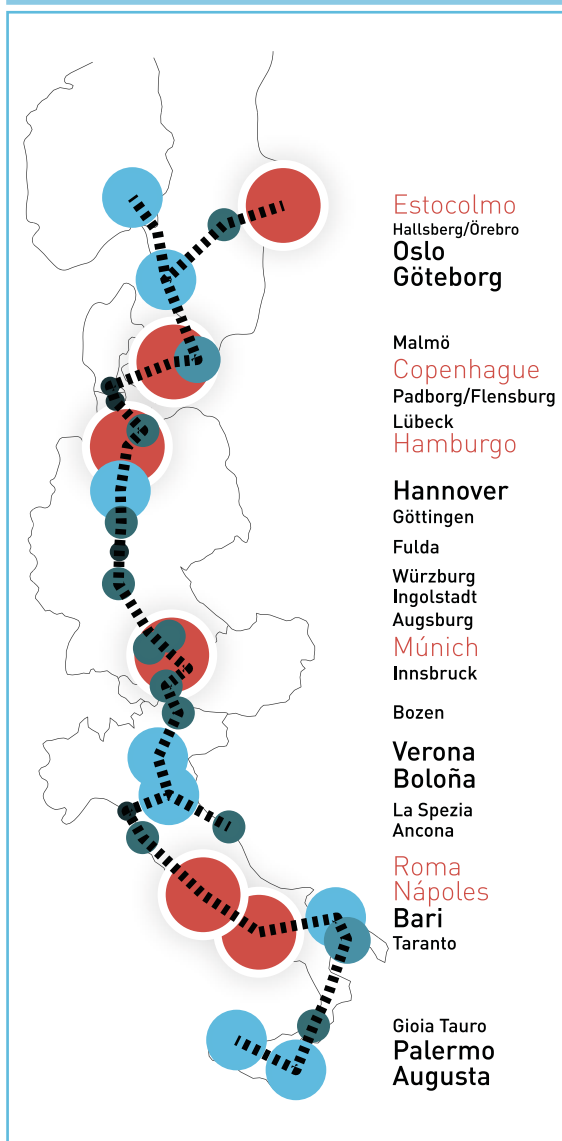 Estocolmo
Hallsberg/Örebro
Oslo
Göteborg
Malmö
Copenhague
Padborg/Flensburg
Lübeck
Hamburgo
Hannover
Göttingen
Fulda
Würzburg
Ingolstadt
Augsburg
Múnich
Innsbruck
Bozen
Verona
Boloña
La Spezia
Ancona
Roma
Nápoles
Bari
Taranto
Gioia Tauro
Palermo
Augusta